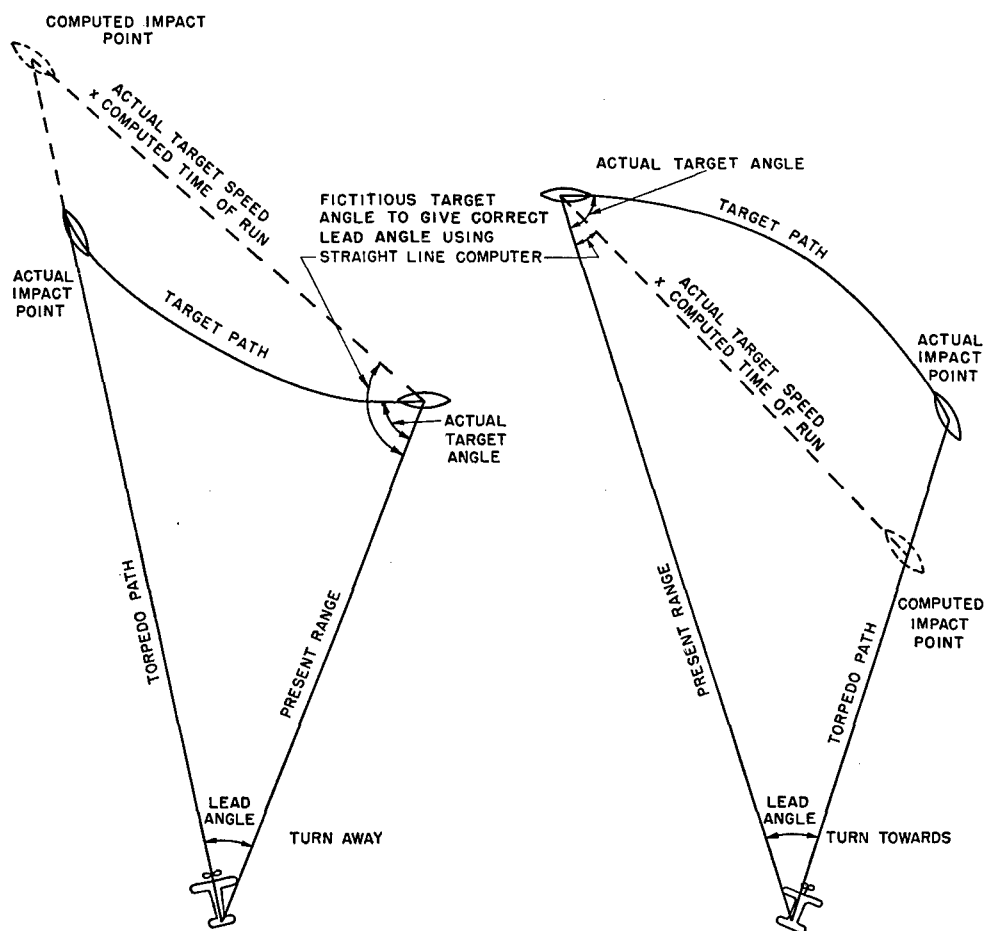 COMPUTED IMPACT
POINT
ACTUAL TARGET SPEED
x COMPUTED TIME
OF RUN
FICTITIOUS TARGET
ANGLE TO GIVE CORRECT
LEAD ANGLE USING
STRAIGHT LINE COMPUTER
ACTUAL
IMPACT
POINT
TARGET PATH
ACTUAL
TARGET
ANGLE
TORPEDO PATH
PRESENT RANGE
LEAD
ANGLE
TURN AWAY
ACTUAL TARGET ANGLE
TARGET PATH
ACTUAL TARGET SPEED
x COMPUTED TIME
OF RUN
ACTUAL
IMPACT
POINT
COMPUTED
IMPACT
POINT
PRESENT RANGE
TORPEDO PATH
LEAD
ANGLE
TURN TOWARDS